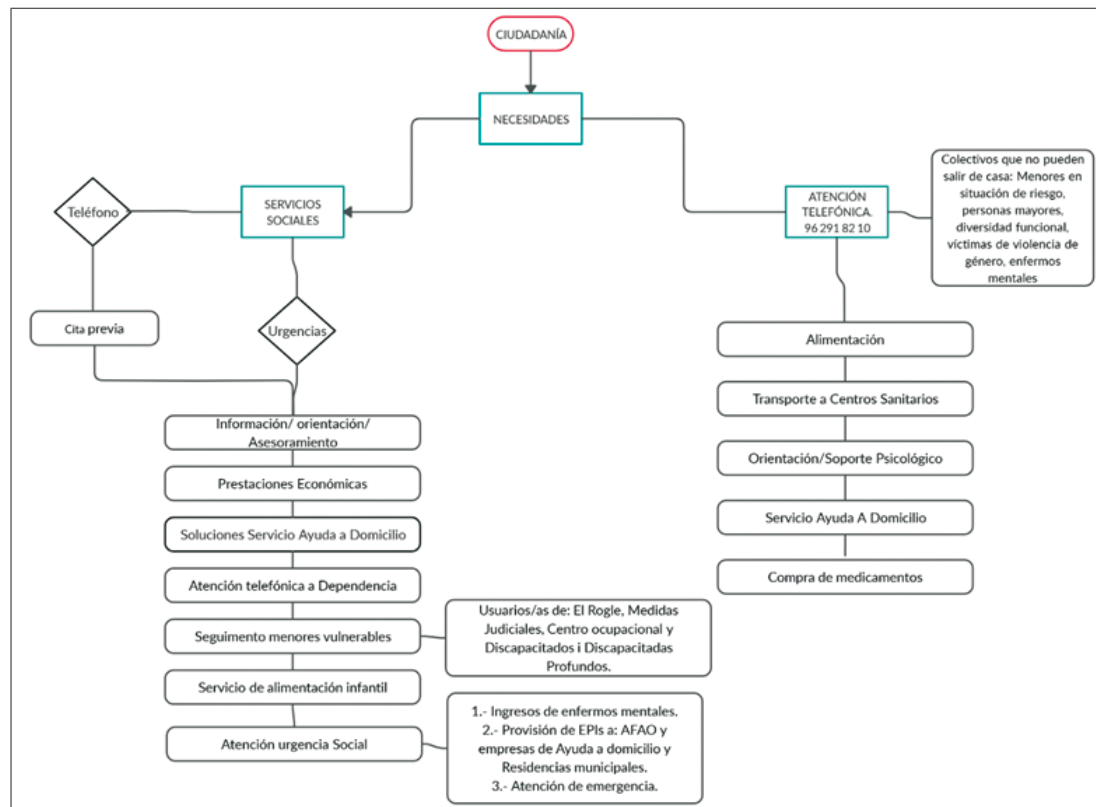 CIUDADANÍA
NECESIDADES
Teléfono
SERVICIOS
SOCIALES
Cita previa
Urgencias
Información/ orientación/
Asesoramiento
Prestaciones Económicas
Soluciones Servicio Ayuda a Domicilio
Atención telefónica a Dependencia
Seguimento menores vulnerables
Usuarios/as de: El Rogle, Medidas
Judiciales, Centro ocupacional y
Discapacitados i Discapacitadas
Profundos.
Servicio de alimentación infantil
Atención urgencia Social
1.- Ingresos de enfermos mentales.
2.- Provisión de EPIs a: AFAO y
empresas de Ayuda a domicilio y
Residencias municipales.
3.- Atención de emergencia.
ATENCIÓN
TELEFÓNICA.
96 291 82 10
Colectivos que no pueden
salir de casa: Menores en
situación de riesgo,
personas mayores,
diversidad funcional,
víctimas de violencia de
género, enfermos
mentales
Alimentación
Transporte a Centros Sanitarios
Orientación/Soporte Psicológico
Servicio Ayuda A Domicilio
Compra de medicamentos